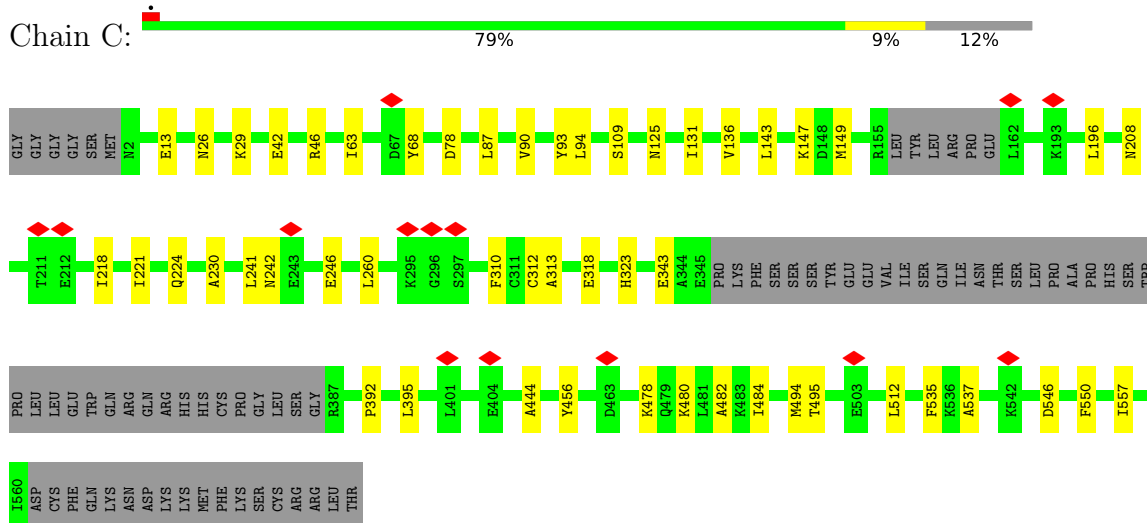 Chain C:
79% 9% 12%
GLY GLY GLY GLY SER MET N2 E13 N26 K29 E42 R46 I63 D67 Y68 D78 L87 V90 Y93 L94 S109 N125 I131 V136 L143 K147 D148 M149 R155 LEU TYR LEU ARG PRO GLU L162 K193 L196 N208
T211 E212 I218 I221 Q224 A230 L241 N242 E243 E246 L260 K295 G296 S297 F310 C311 C312 A313 E318 H323 E343 A344 E345 PRO LYS PHE SER SER SER TYR GLU GLU VAL ILE SER GLN ILE ASN THR SER LEU PRO ALA PRO HIS SER TRP
PRO LEU LEU GLU TRP GLN ARG GLN ARG HIS HIS CYS PRO GLY LEU SER GLY R387 P392 L395 L401 E404 A444 Y456 D463 K478 Q479 K480 L481 A482 K483 I484 M494 T495 E503 L512 F535 K536 A537 K542 D546 F550 I557
I560 ASP CYS PHE GLN LYS ASN ASP LYS LYS MET PHE LYS SER CYS ARG ARG LEU THR